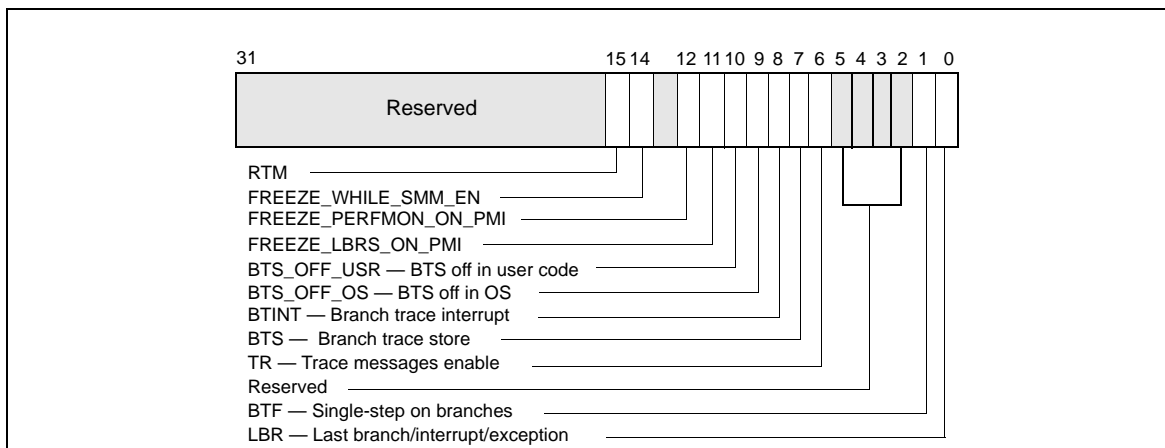 31 15 14 12 11 10 9 8 7 6 5 4 3 2 1 0
Reserved
RTM
FREEZE_WHILE_SMM_EN
FREEZE_PERFMON_ON_PMI
FREEZE_LBRS_ON_PMI
BTS_OFF_USR — BTS off in user code
BTS_OFF_OS — BTS off in OS
BTINT — Branch trace interrupt
BTS — Branch trace store
TR — Trace messages enable
Reserved
BTF — Single-step on branches
LBR — Last branch/interrupt/exception